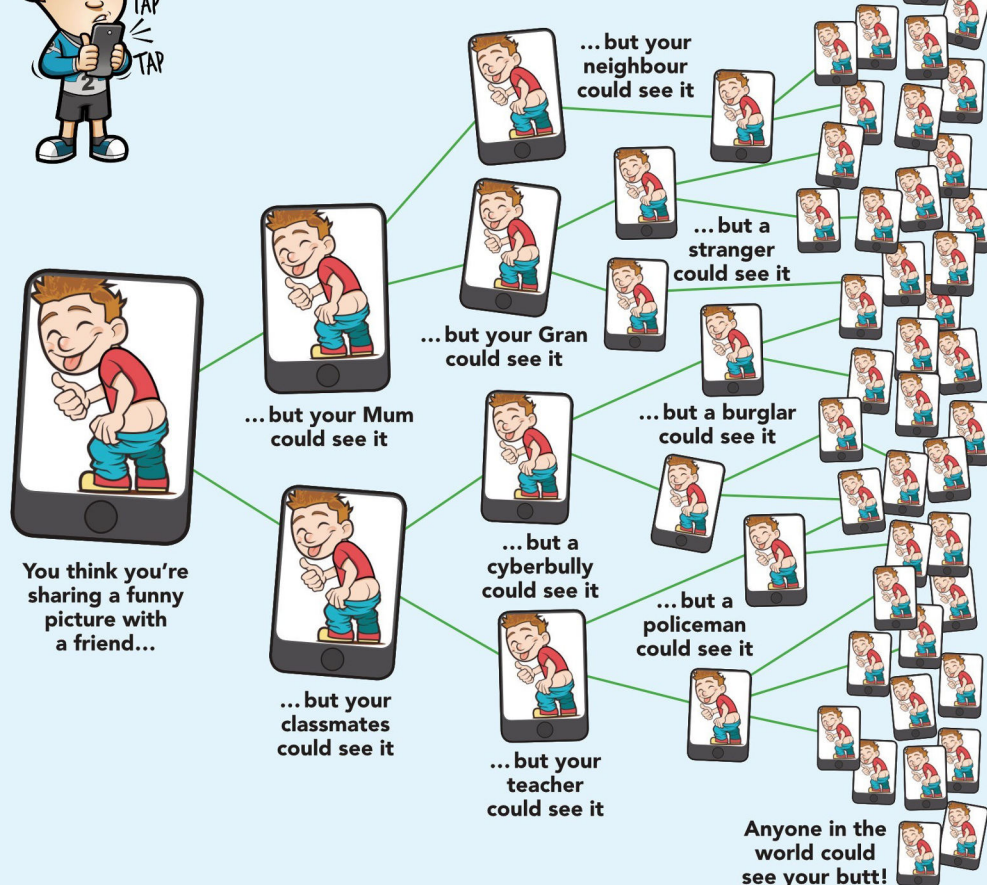 TAP
TAP
2
...but your
neighbour
could see it
...but a
stranger
could see it
...but your Gran
could see it
...but your Mum
could see it
...but a burglar
could see it
...but a
cyberbully
could see it
You think you're
sharing a funny
picture with
a friend...
...but a
policeman
could see it
...but your
classmates
could see it
...but your
teacher
could see it
Anyone in the
world could
see your butt!